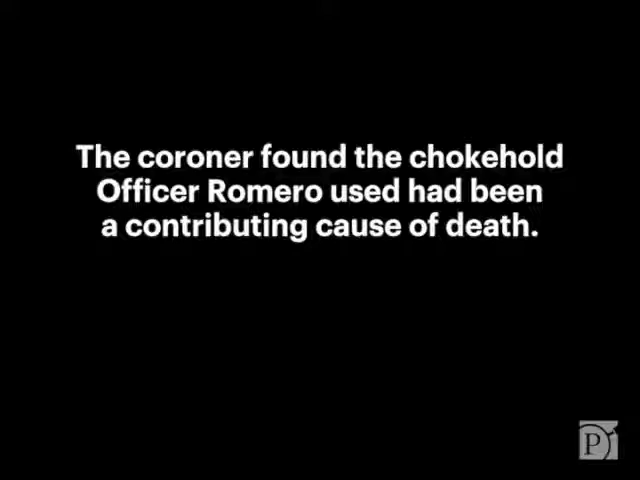 The coroner found the chokehold
Officer Romero used had been
a contributing cause of death.
P